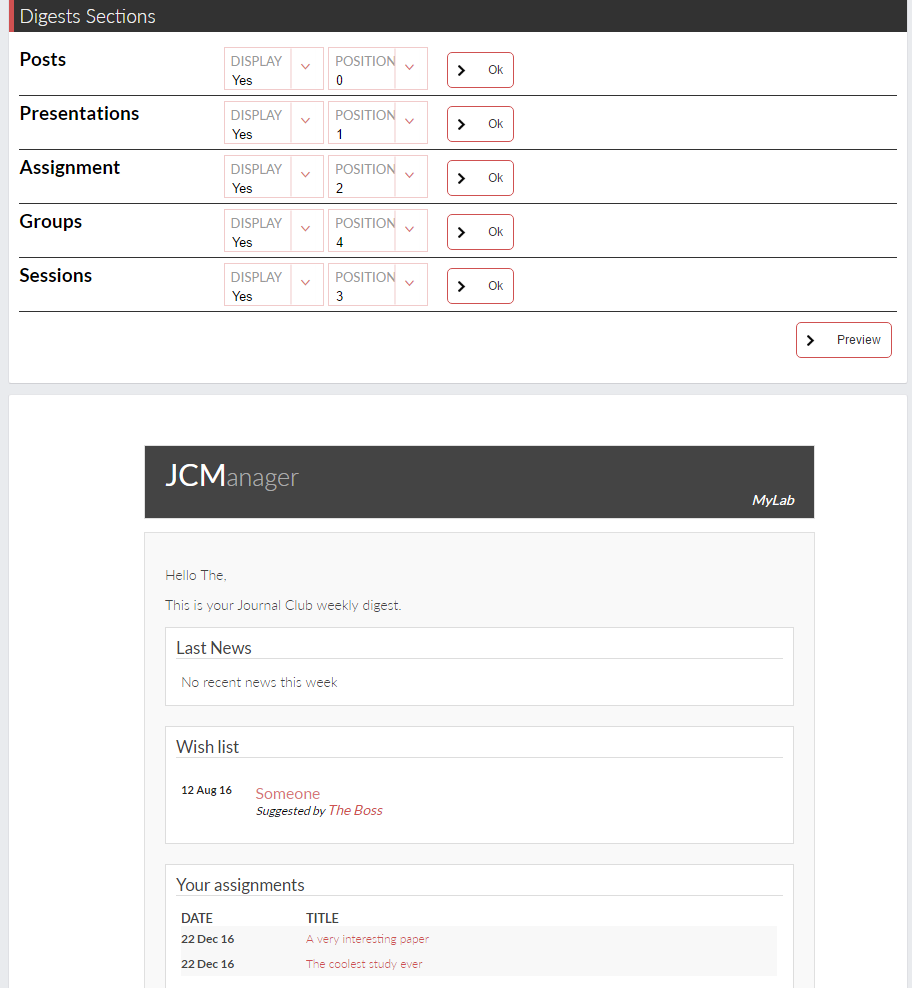 Digests Sections
Posts DISPLAY Yes POSITION 0 Ok
Presentations DISPLAY Yes POSITION 1 Ok
Assignment DISPLAY Yes POSITION 2 Ok
Groups DISPLAY Yes POSITION 4 Ok
Sessions DISPLAY Yes POSITION 3 Ok
Preview
JCManager
MyLab
Hello The,
This is your Journal Club weekly digest.
Last News
No recent news this week
Wish list
12 Aug 16 Someone
Suggested by The Boss
Your assignments
DATE TITLE
22 Dec 16 A very interesting paper
22 Dec 16 The coolest study ever